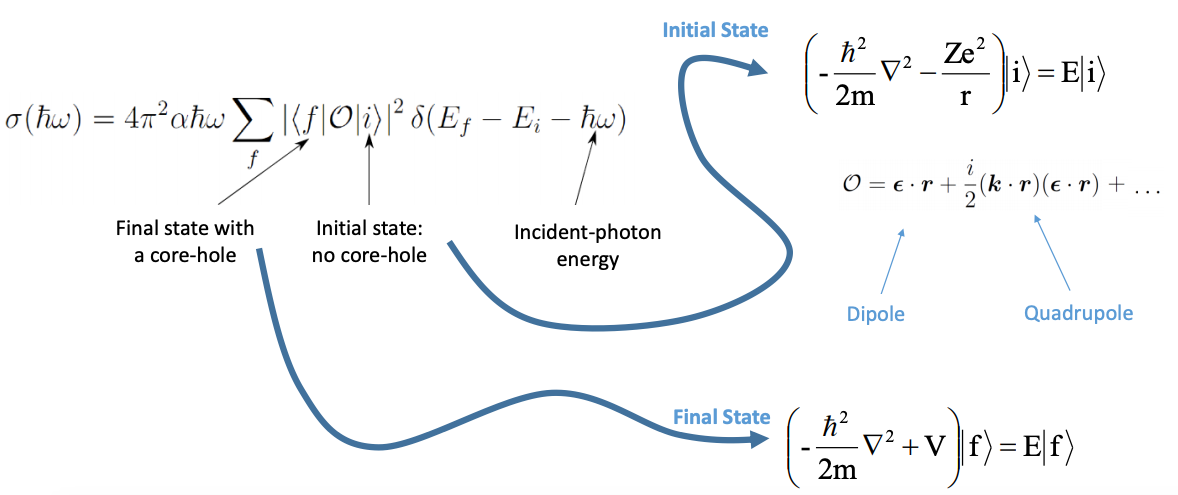 Initial State
(-ℏ²/2m ∇² − Ze²/r)|i⟩ = E|i⟩
σ(ℏω) = 4π²αℏω ∑_f |⟨f|𝒪|i⟩|² δ(E_f − E_i − ℏω)
𝒪 = ϵ · r + i/2 (k · r)(ϵ · r) + …
Final state with
a core-hole
Initial state:
no core-hole
Incident-photon
energy
Dipole
Quadrupole
Final State
(-ℏ²/2m ∇² + V)|f⟩ = E|f⟩